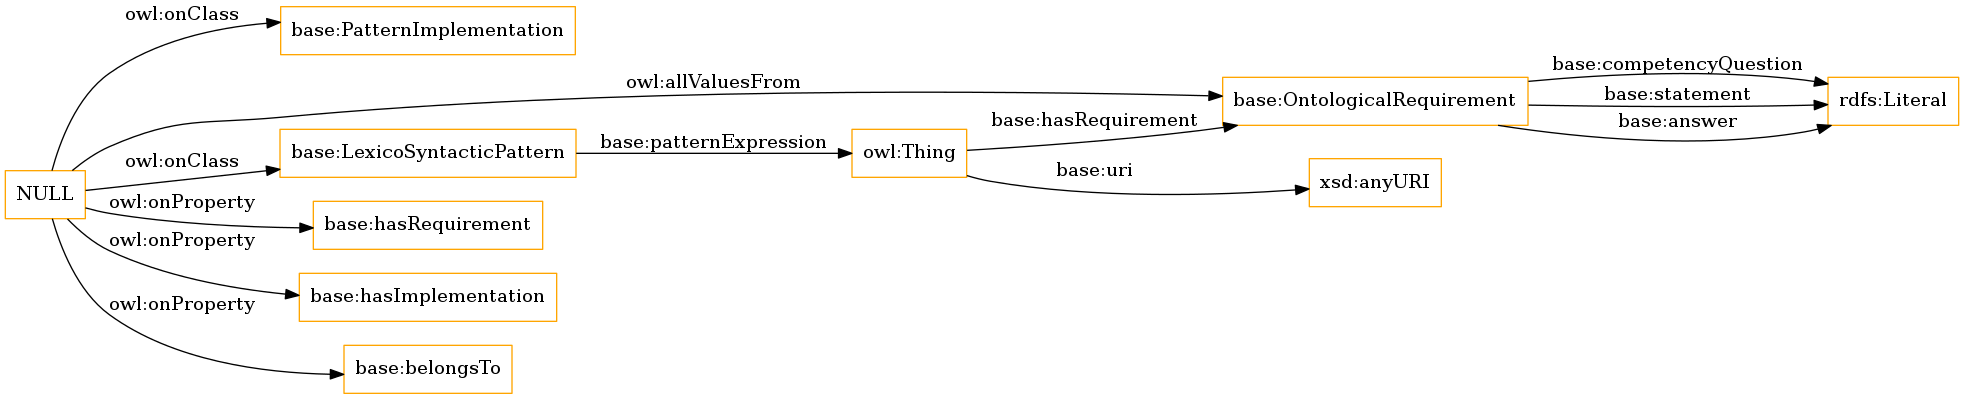 owl:onClass
base:PatternImplementation
owl:allValuesFrom
base:competencyQuestion
base:OntologicalRequirement
base:statement
rdfs:Literal
base:hasRequirement
base:answer
owl:onClass
base:LexicoSyntacticPattern
base:patternExpression
owl:Thing
base:uri
xsd:anyURI
NULL
owl:onProperty
base:hasRequirement
owl:onProperty
base:hasImplementation
owl:onProperty
base:belongsTo